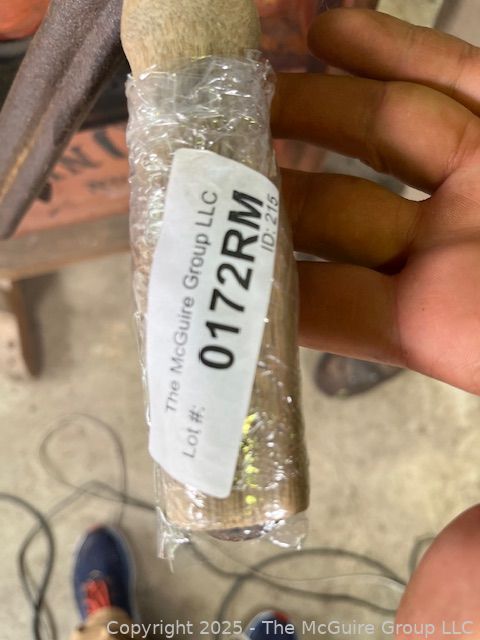 The McGuire Group LLC
Lot #: 0172RM
ID: 215
Copyright ©2025 - The McGuire Group LLC